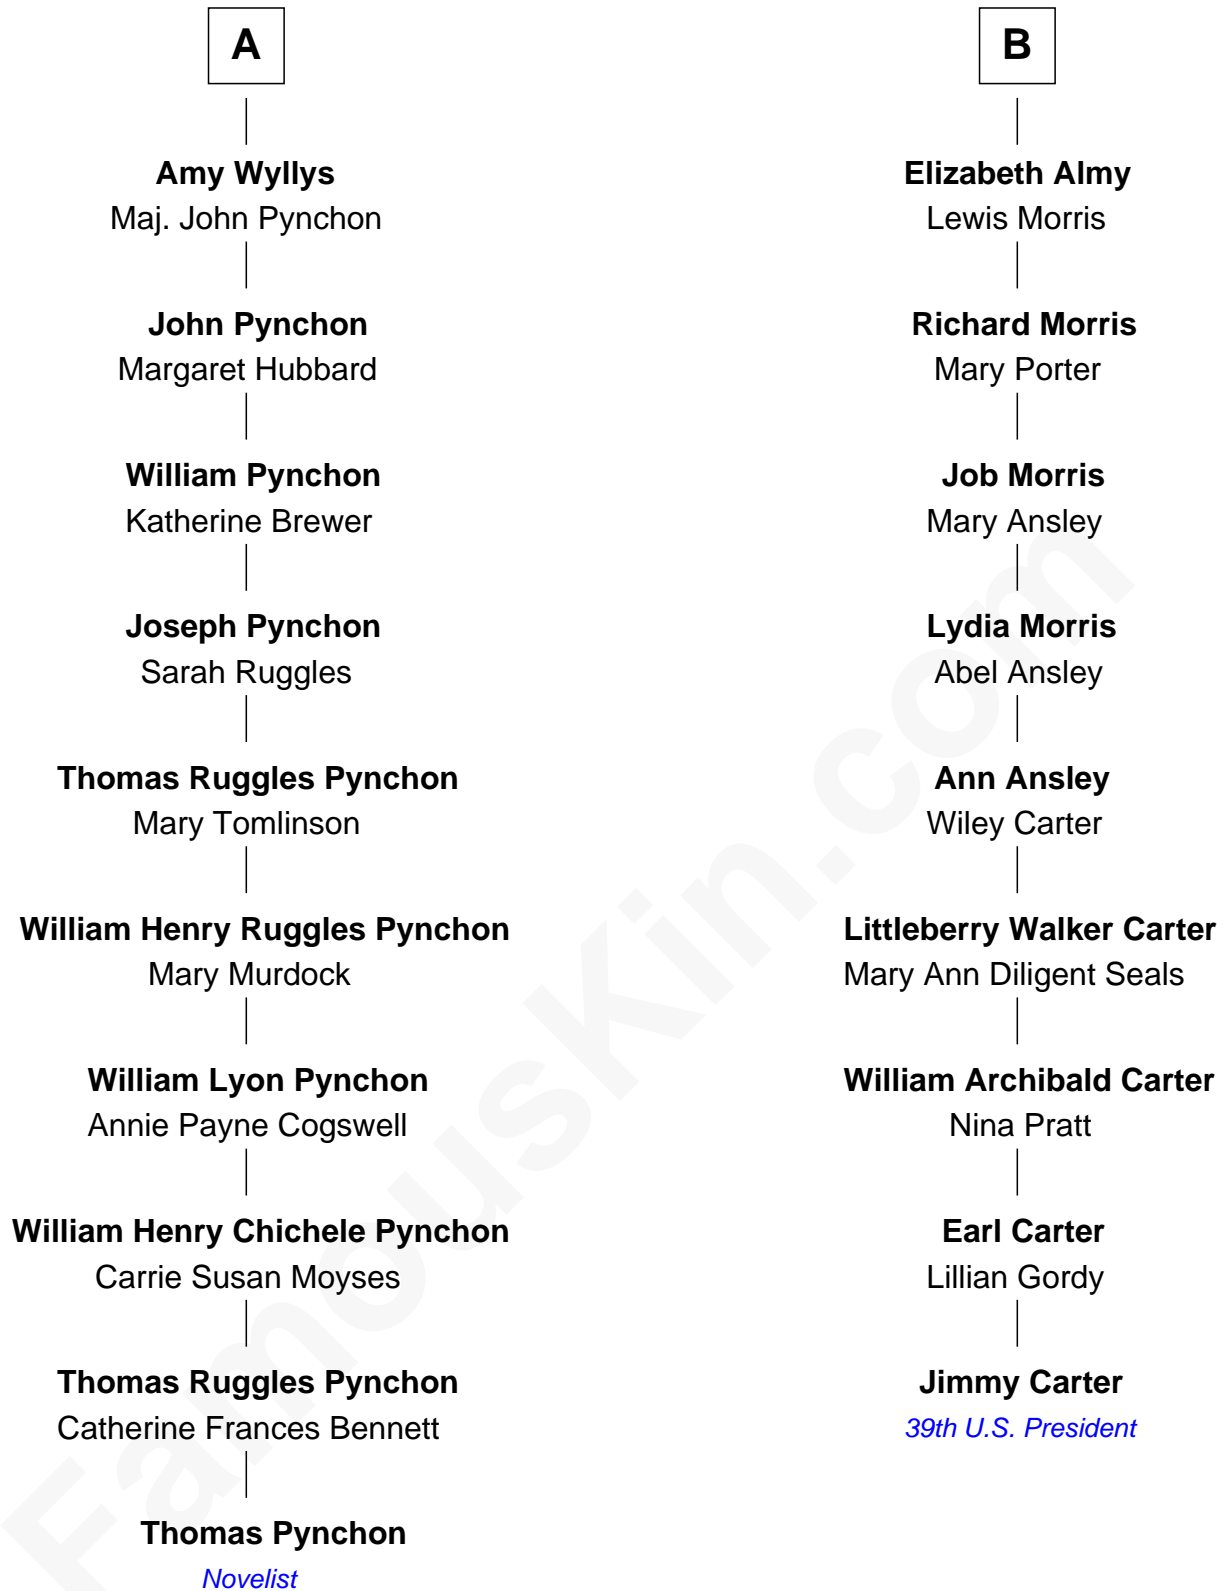 A
Amy Wyllys
Maj. John Pynchon
John Pynchon
Margaret Hubbard
William Pynchon
Katherine Brewer
Joseph Pynchon
Sarah Ruggles
Thomas Ruggles Pynchon
Mary Tomlinson
William Henry Ruggles Pynchon
Mary Murdock
William Lyon Pynchon
Annie Payne Cogswell
William Henry Chichele Pynchon
Carrie Susan Moyses
Thomas Ruggles Pynchon
Catherine Frances Bennett
Thomas Pynchon
Novelist
B
Elizabeth Almy
Lewis Morris
Richard Morris
Mary Porter
Job Morris
Mary Ansley
Lydia Morris
Abel Ansley
Ann Ansley
Wiley Carter
Littleberry Walker Carter
Mary Ann Diligent Seals
William Archibald Carter
Nina Pratt
Earl Carter
Lillian Gordy
Jimmy Carter
39th U.S. President
FamousKin.com